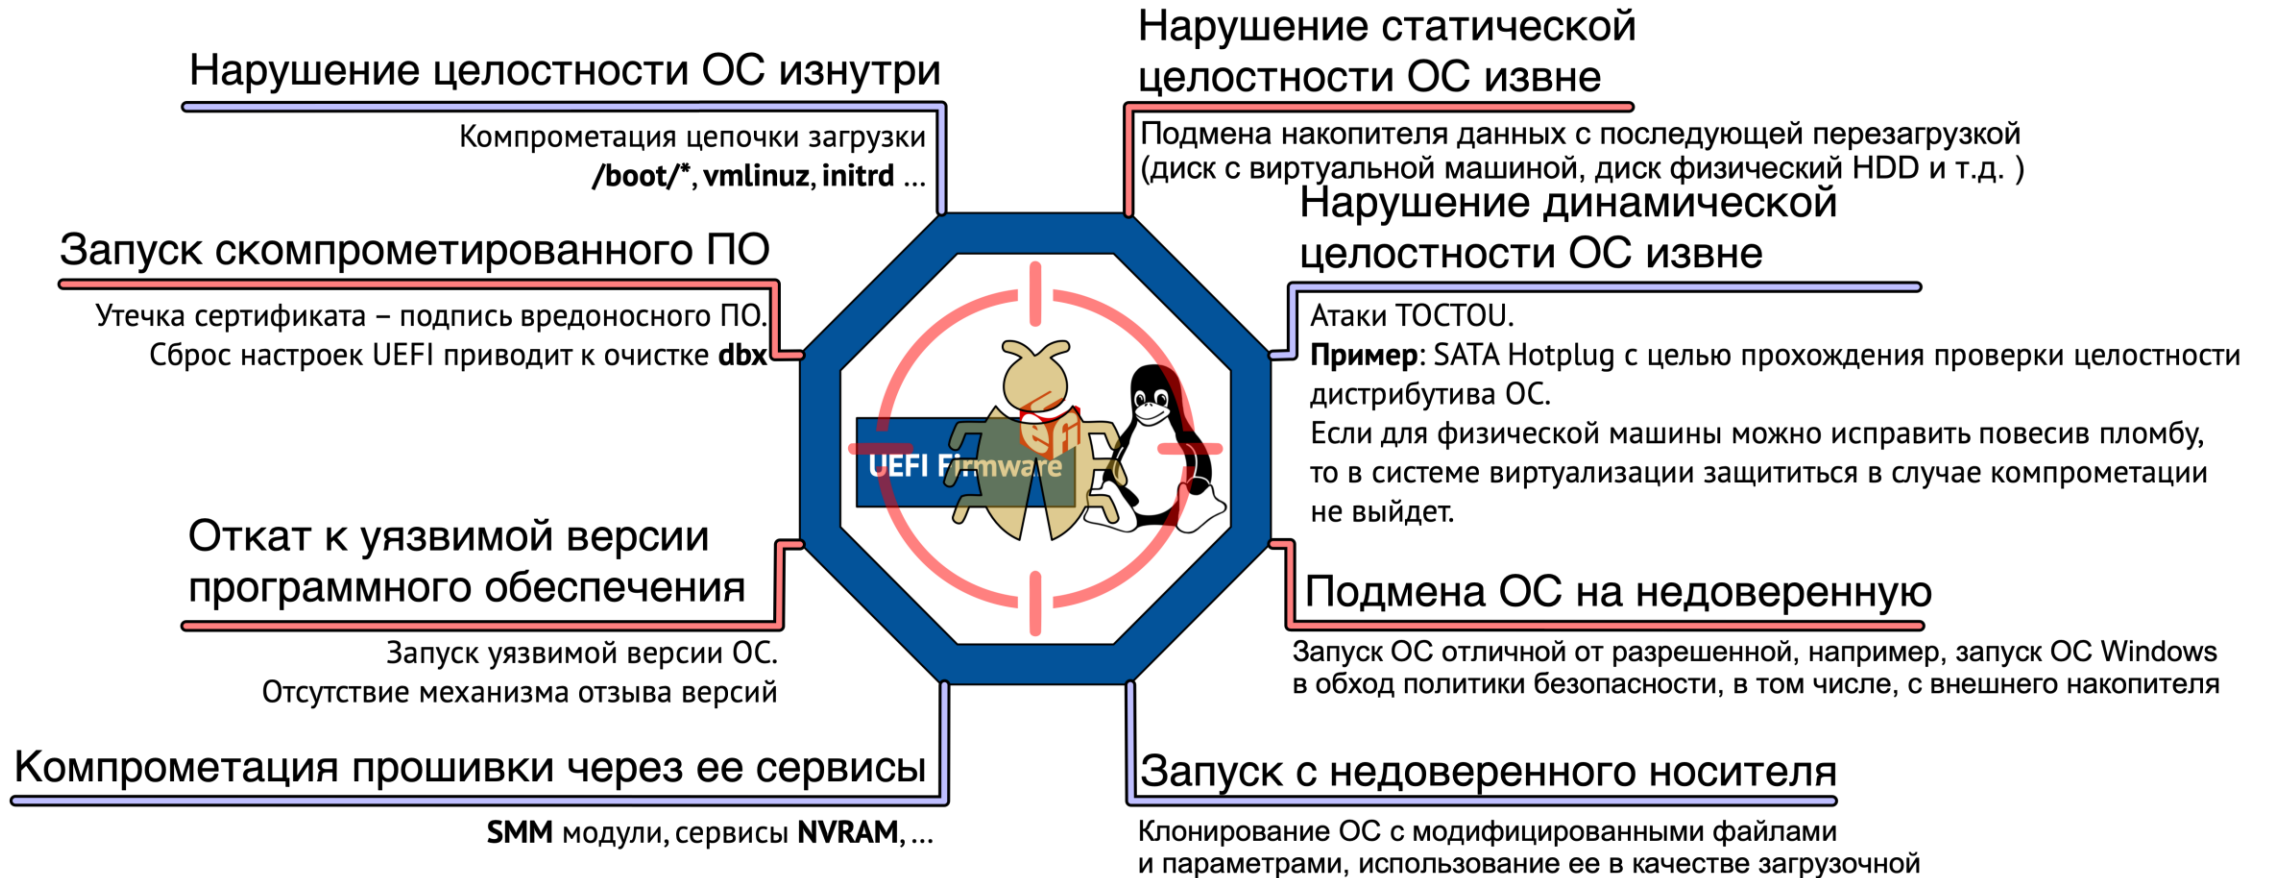 Нарушение целостности ОС изнутри
Компрометация цепочки загрузки
/boot/*, vmlinuz, initrd ...
Запуск скомпрометированного ПО
Утечка сертификата – подпись вредоносного ПО.
Сброс настроек UEFI приводит к очистке dbx
Откат к уязвимой версии
программного обеспечения
Запуск уязвимой версии ОС.
Отсутствие механизма отзыва версий
Компрометация прошивки через ее сервисы
SMM модули, сервисы NVRAM, ...
UEFI Firmware
efi
Нарушение статической
целостности ОС извне
Подмена накопителя данных с последующей перезагрузкой
(диск с виртуальной машиной, диск физический HDD и т.д. )
Нарушение динамической
целостности ОС извне
Атаки TOCTOU.
Пример: SATA Hotplug с целью прохождения проверки целостности
дистрибутива ОС.
Если для физической машины можно исправить повесив пломбу,
то в системе виртуализации защититься в случае компрометации
не выйдет.
Подмена ОС на недоверенную
Запуск ОС отличной от разрешенной, например, запуск ОС Windows
в обход политики безопасности, в том числе, с внешнего накопителя
Запуск с недоверенного носителя
Клонирование ОС с модифицированными файлами
и параметрами, использование ее в качестве загрузочной